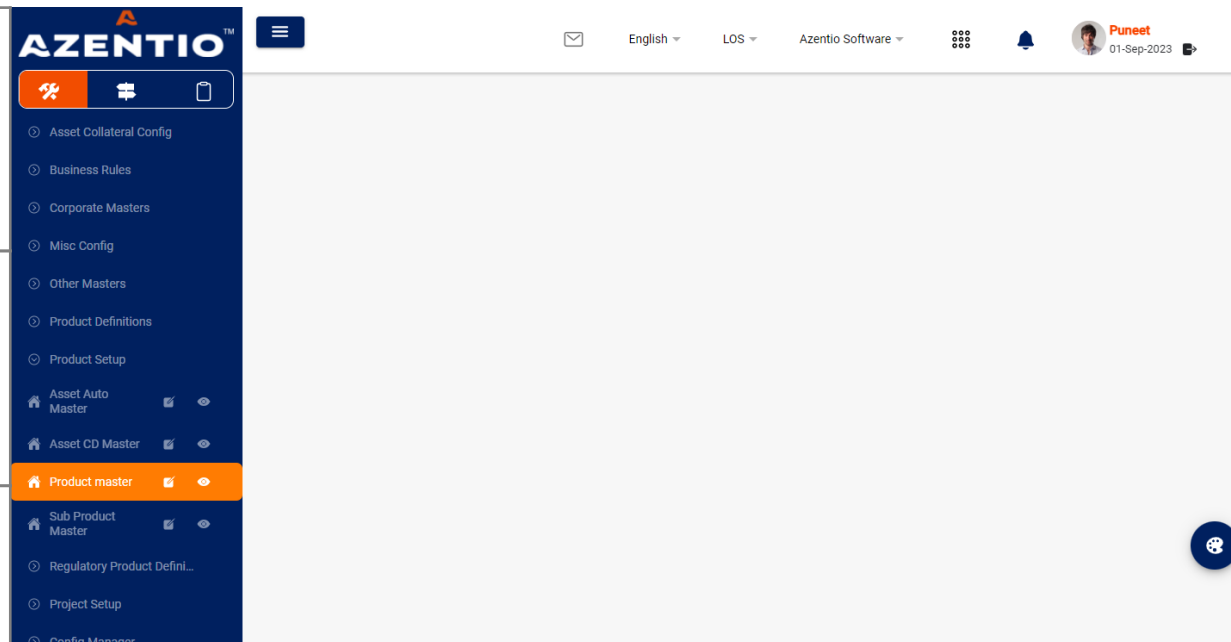 AZENTIO™
English
LOS
Azentio Software
Puneet
01-Sep-2023
Asset Collateral Config
Business Rules
Corporate Masters
Misc Config
Other Masters
Product Definitions
Product Setup
Asset Auto
Master
Asset CD Master
Product master
Sub Product
Master
Regulatory Product Defini...
Project Setup
Config Manager